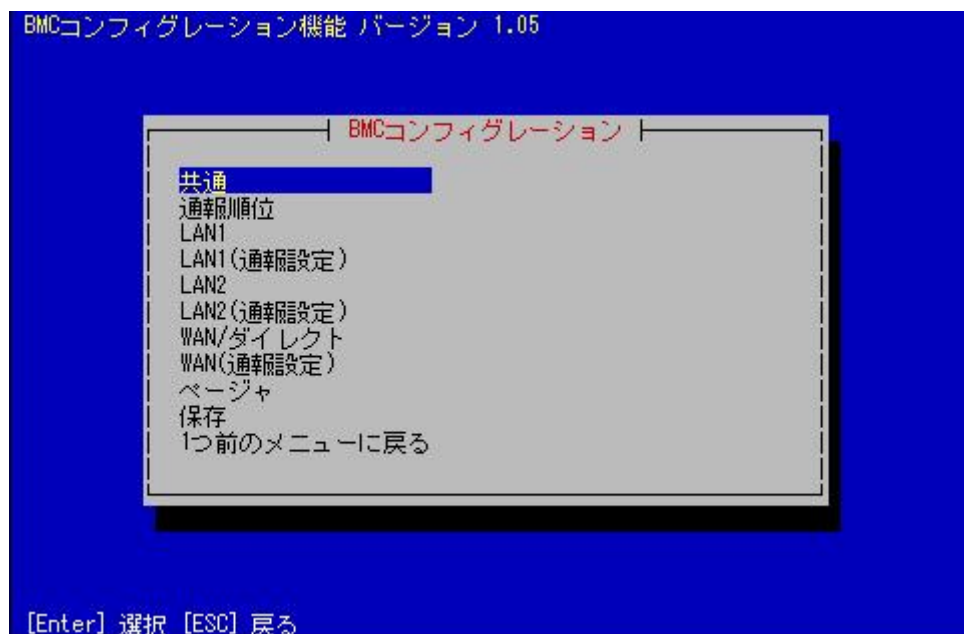 BMCコンフィグレーション機能 バージョン 1.05
BMCコンフィグレーション
共通
通報順位
LAN1
LAN1(通報設定)
LAN2
LAN2(通報設定)
WAN/ダイレクト
WAN(通報設定)
ページャ
保存
1つ前のメニューに戻る
[Enter] 選択 [ESC] 戻る